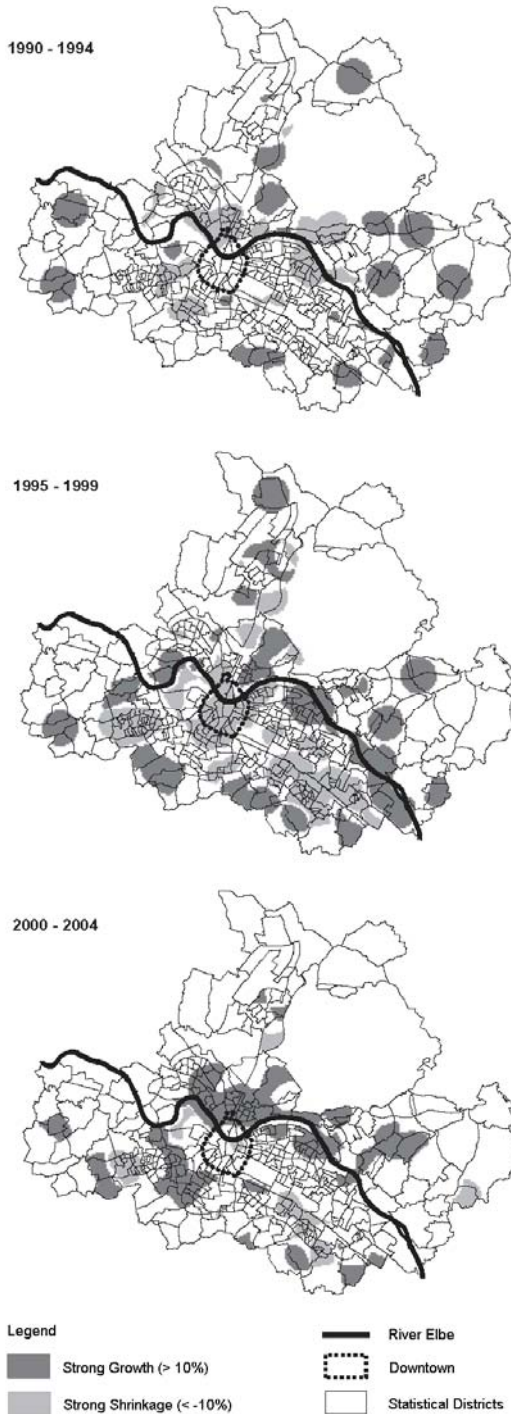 1990 - 1994
1995 - 1999
2000 - 2004
Legend
Strong Growth (> 10%)
Strong Shrinkage (< -10%)
River Elbe
Downtown
Statistical Districts